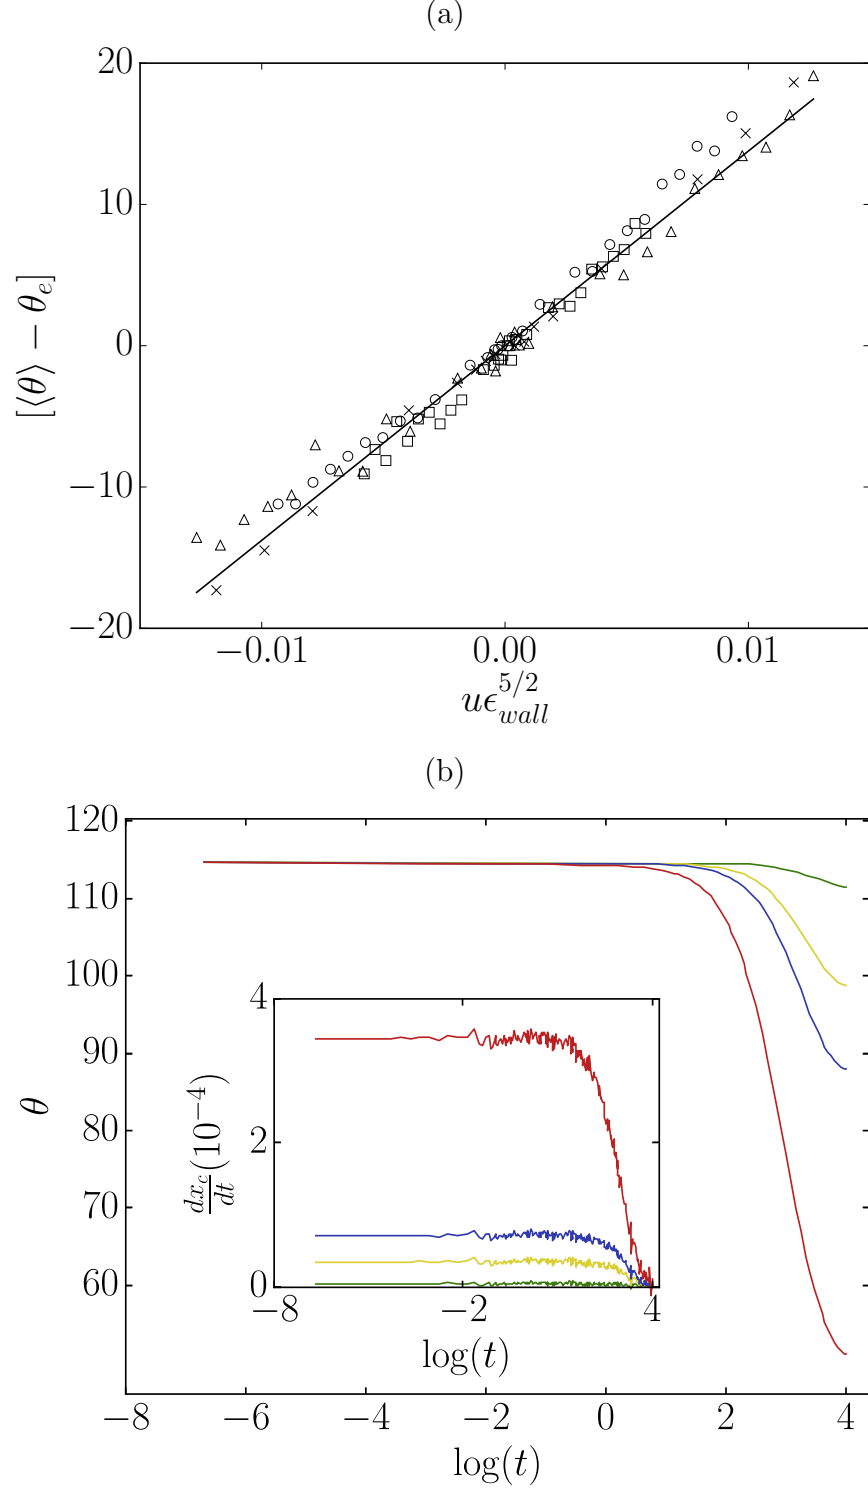 (a)
20
10
0
−10
−20
[⟨θ⟩ − θ_e]
−0.01 0.00 0.01
uϵ_{wall}^{5/2}
(b)
120
110
100
90
80
70
60
θ
4
2
0
dx_c/dt (10^{−4})
−8 −2 4
log(t)
−8 −6 −4 −2 0 2 4
log(t)